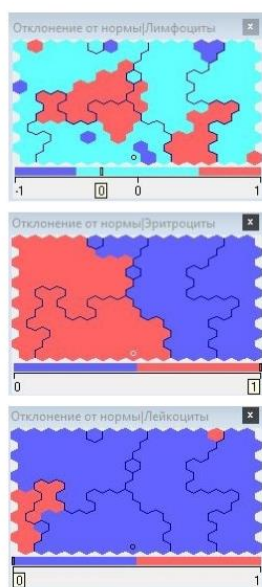 Отклонение от нормы|Лимфоциты x
-1 0 0 1
Отклонение от нормы|Эритроциты x
0 1
Отклонение от нормы|Лейкоциты x
0 1